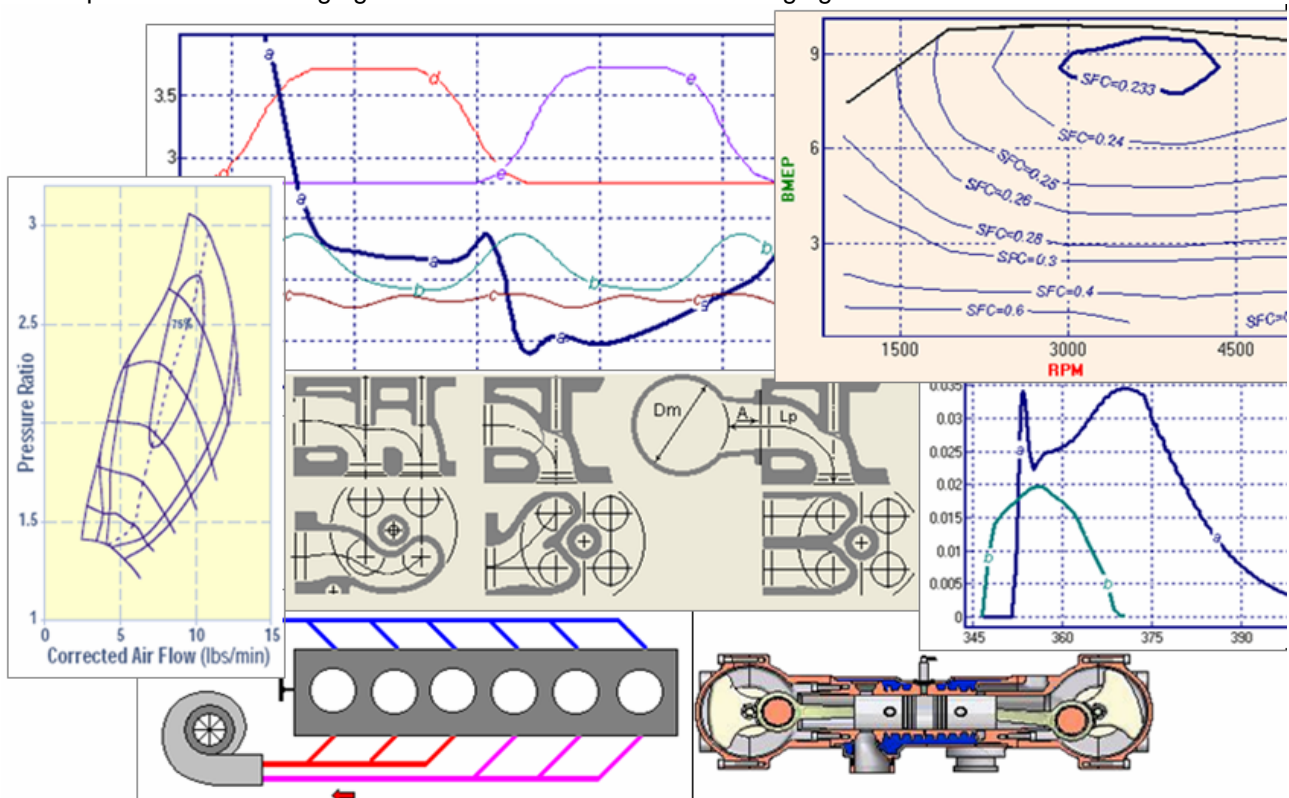 a
d
d
e
e
3.5
3
a
a
a
a
b
b
b
c
c
c
BMEP
9
6
3
SFC=0.233
SFC=0.24
SFC=0.25
SFC=0.26
SFC=0.28
SFC=0.3
SFC=0.4
SFC=0.6
1500 3000 4500
RPM
Pressure Ratio
3
2.5
1.5
1
75%
0 5 10 15
Corrected Air Flow (lbs/min)
Dm
A
Lp
0.035
0.03
0.025
0.02
0.015
0.01
0.005
0
a
a
b
b
345 360 375 390